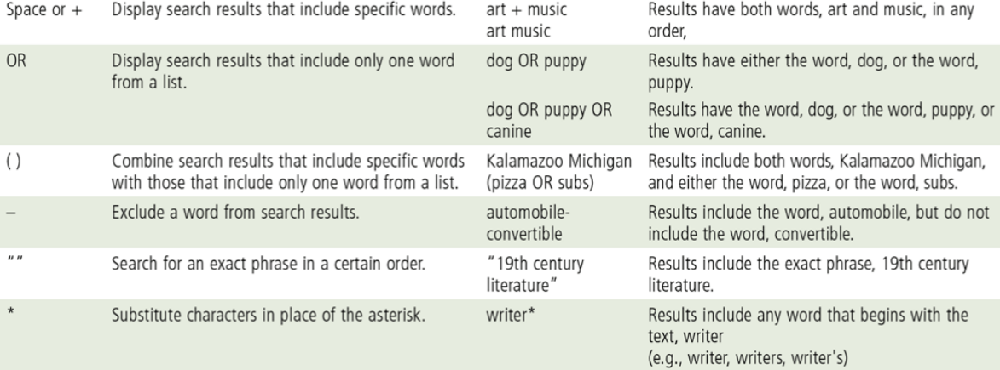 Space or + Display search results that include specific words. art + music Results have both words, art and music, in any
art music order,
OR Display search results that include only one word dog OR puppy Results have either the word, dog, or the word,
from a list. puppy.
dog OR puppy OR Results have the word, dog, or the word, puppy, or
canine the word, canine.
( ) Combine search results that include specific words Kalamazoo Michigan Results include both words, Kalamazoo Michigan,
with those that include only one word from a list. (pizza OR subs) and either the word, pizza, or the word, subs.
– Exclude a word from search results. automobile- Results include the word, automobile, but do not
convertible include the word, convertible.
" " Search for an exact phrase in a certain order. "19th century Results include the exact phrase, 19th century
literature" literature.
* Substitute characters in place of the asterisk. writer* Results include any word that begins with the
text, writer
(e.g., writer, writers, writer's)